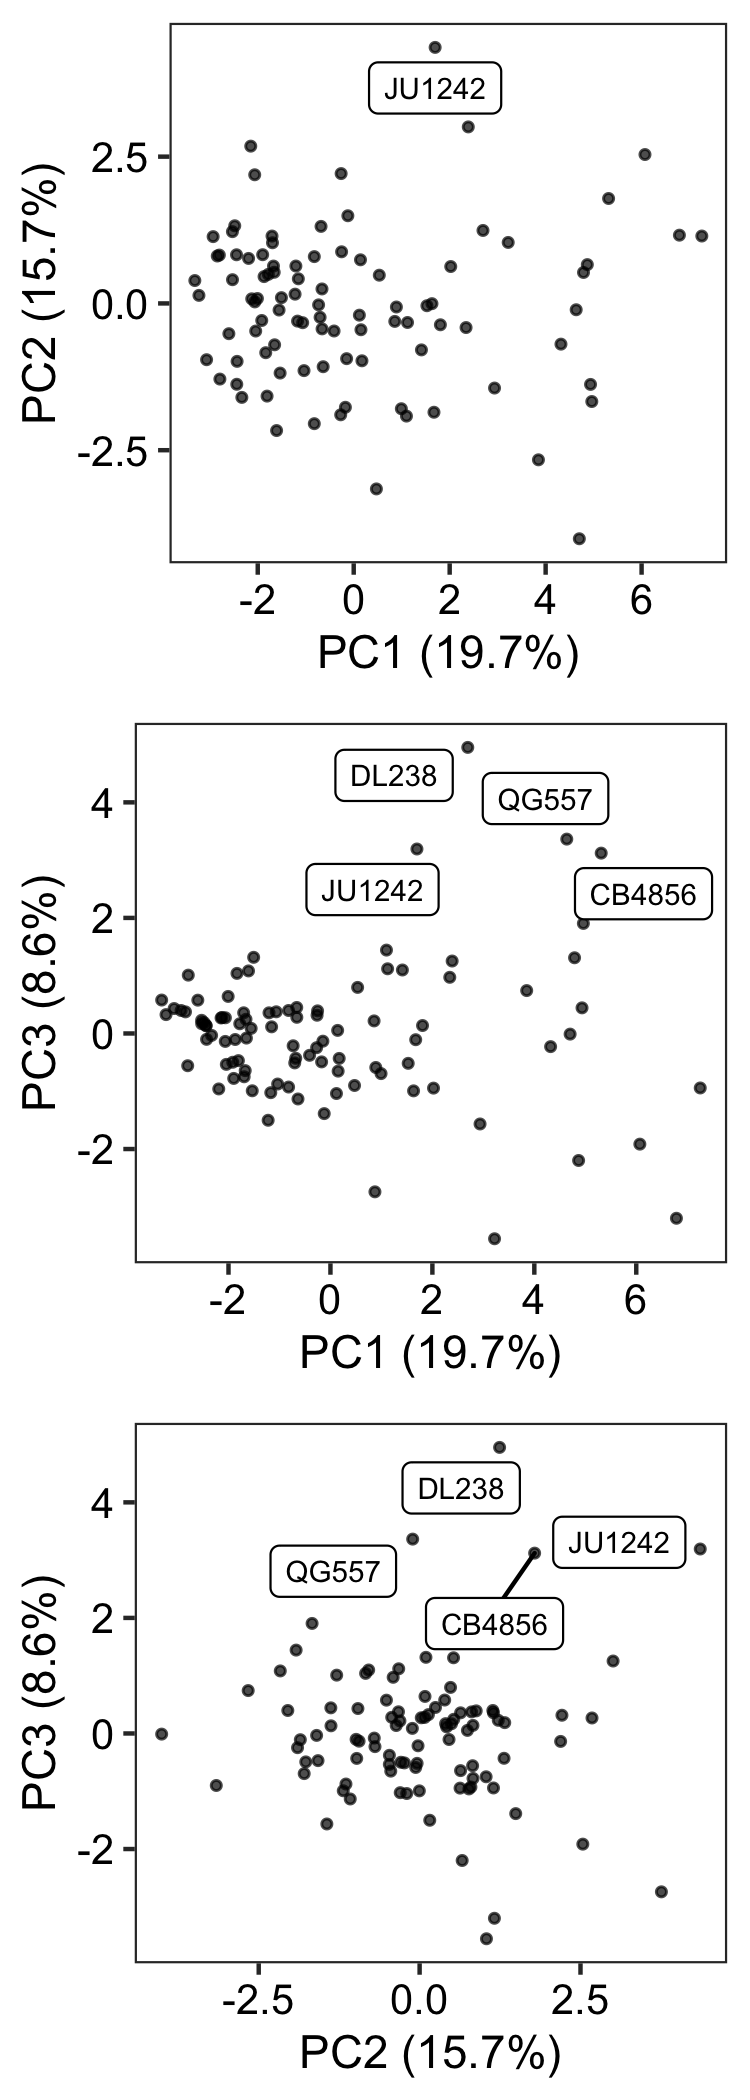 JU1242
2.5
0.0
-2.5
PC2 (15.7%)
-2 0 2 4 6
PC1 (19.7%)
DL238
QG557
JU1242
CB4856
4
2
0
-2
PC3 (8.6%)
-2 0 2 4 6
PC1 (19.7%)
DL238
JU1242
QG557
CB4856
4
2
0
-2
PC3 (8.6%)
-2.5 0.0 2.5
PC2 (15.7%)